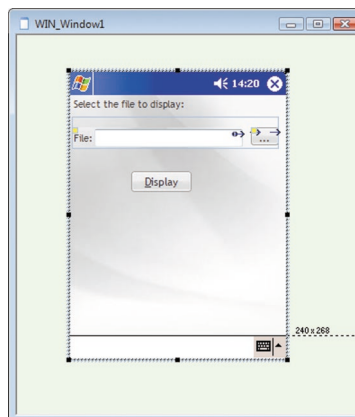 WIN_Window1
14:20
Select the file to display:
File:
...
Display
240 x 268